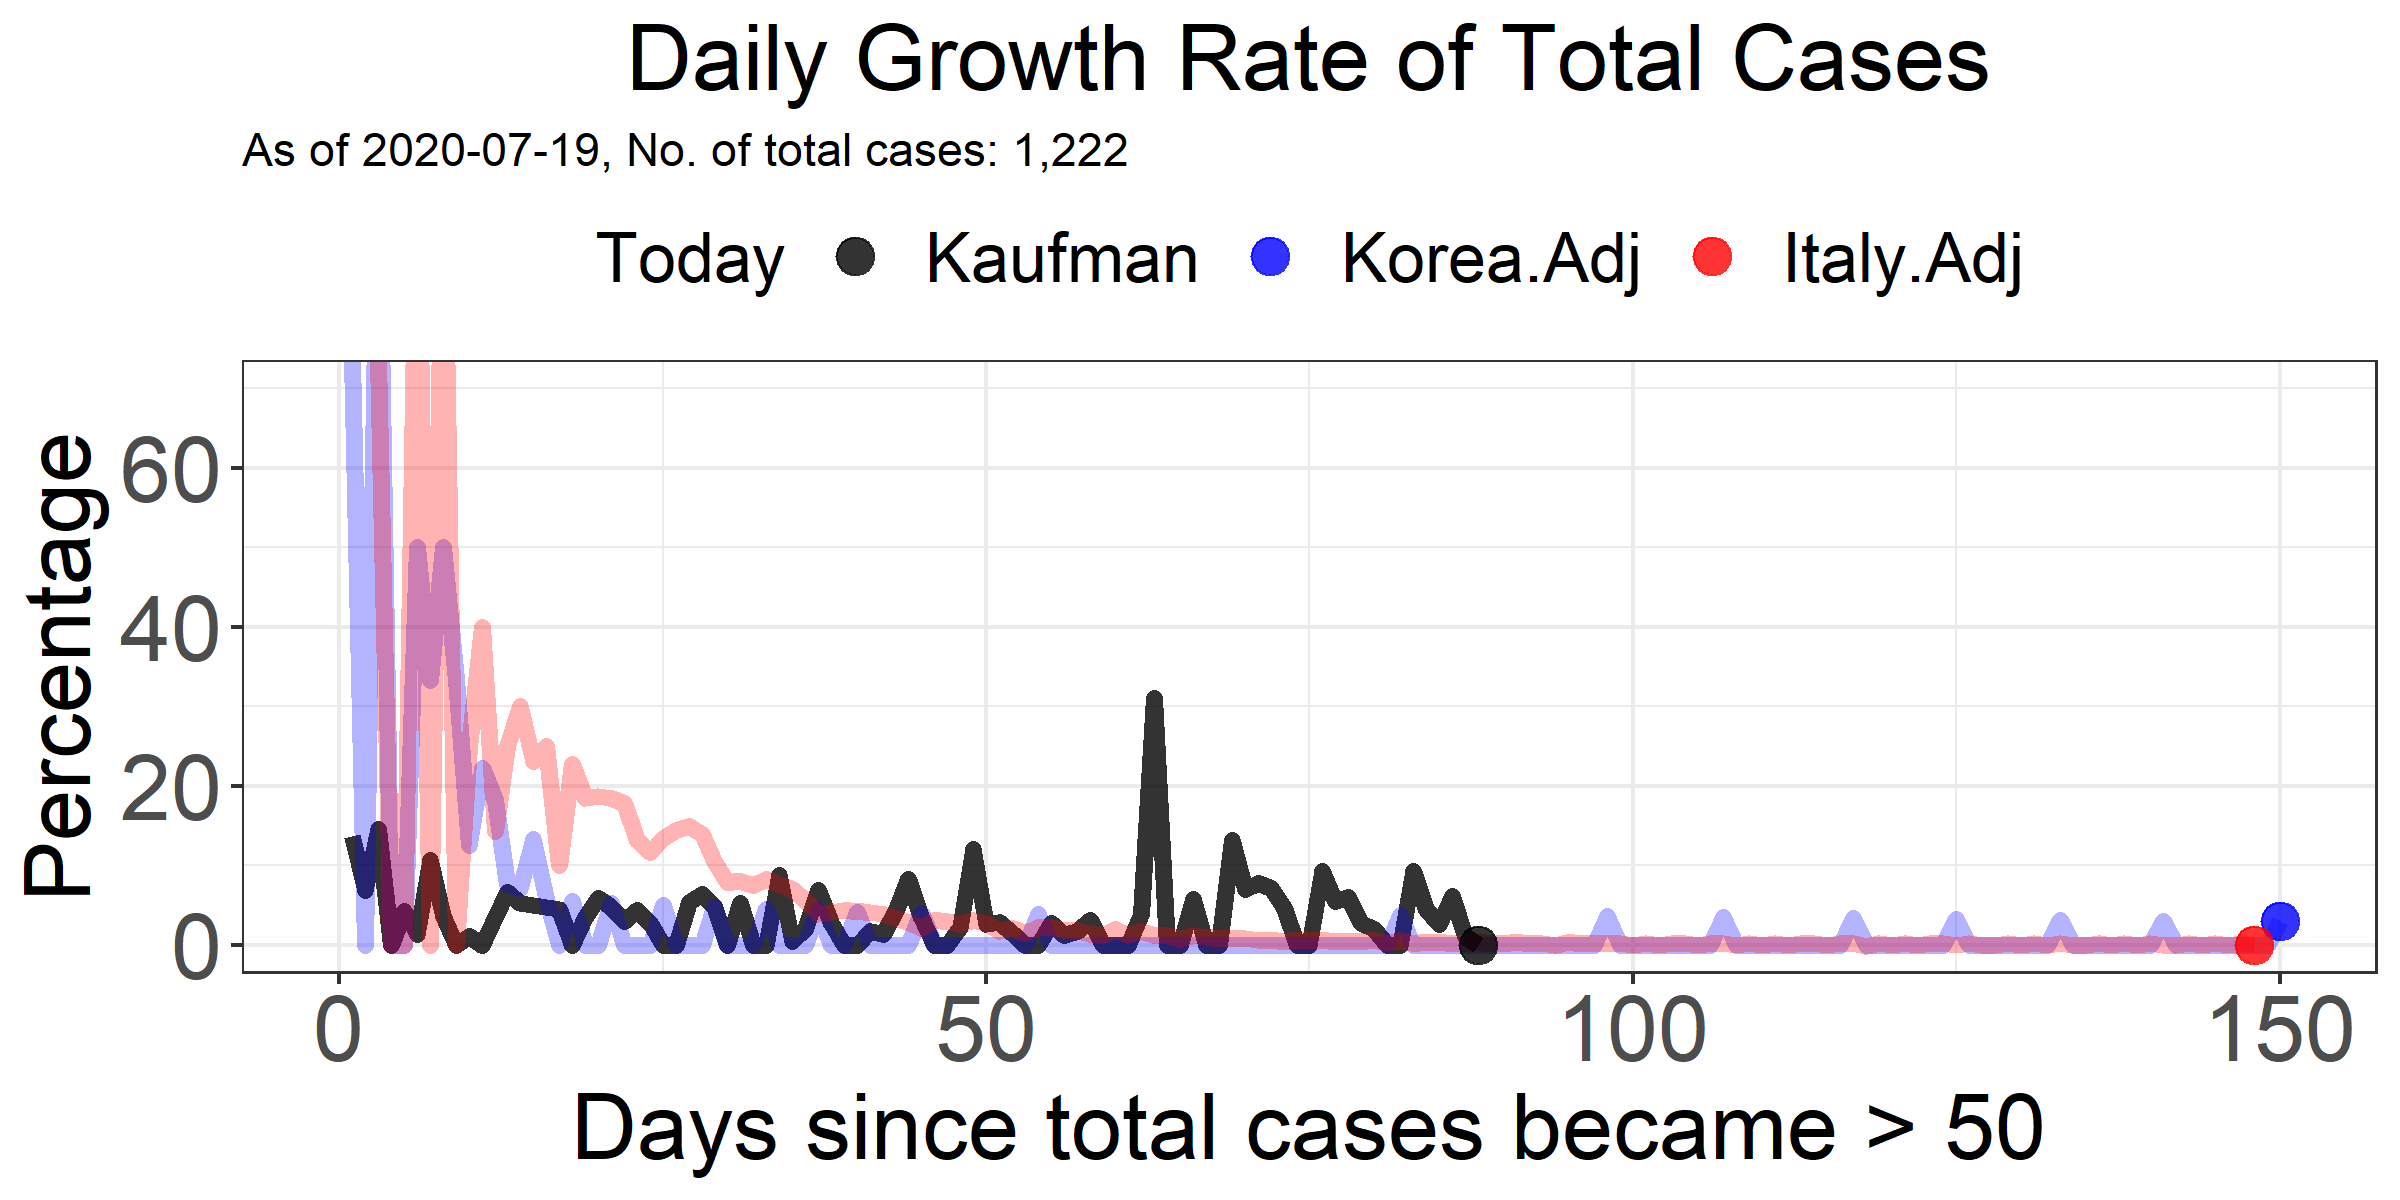 Daily Growth Rate of Total Cases
As of 2020-07-19, No. of total cases: 1,222
Today Kaufman Korea.Adj Italy.Adj
Percentage
60
40
20
0
0 50 100 150
Days since total cases became > 50